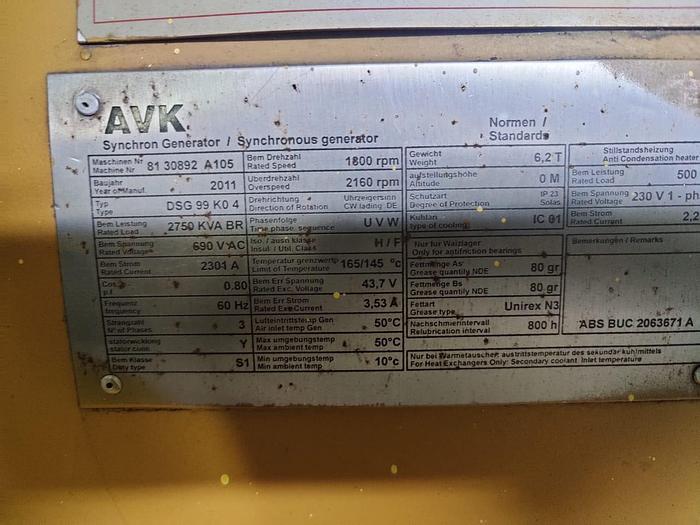 AVK
Synchron Generator / Synchronous generator
Normen /
Standards
Maschinen Nr
Machine Nr
81 30892 A105
Baujahr
Year of Manuf.
2011
Typ
Type
DSG 99 K0 4
Bem Leistung
Rated Load
2750 KVA BR
Bem Spannung
Rated Voltage
690 V AC
Bem Strom
Rated Current
2301 A
Cos
p.f
0.80
Frequenz
frequency
60 Hz
Strangzahl
N° of Phases
3
statorwicklong
stator conn
Y
Bem Klasse
Duty type
S1
Bem Drehzahl
Rated Speed
1800 rpm
Uberdrehzahl
Overspeed
2160 rpm
Drehrichtung
Direction of Rotation
Uhrzeigersinn
CW lading DE
Phasenfolge
Time phase sequence
U V W
Iso. / ausn klasse
Insul / Util. Class
H / F
Temperatur grenzwert
Limit of Temperature
165/145 °c
Bem Err Spannung
Rated Exc. Voltage
43,7 V
Bem Err Strom
Rated Exe Current
3,53 A
Lufteintrittstemp Gen
Air inlet temp Gen
50°C
Max umgebungstemp
Max ambient temp
50°C
Min umgebungstemp
Min ambient temp
10°c
Gewicht
Weight
6,2 T
aufstellungshöhe
Altitude
0 M
Schutzart
Degree of Protection
IP 23
Solas
Kuhlart
type of cooling
IC 01
Nur fur Walzlager
Only for antifriction bearings
Fettmenge As
Grease quantity NDE
80 gr
Fettmenge Bs
Grease quantity NDE
80 gr
Fettart
Grease type
Unirex N3
Nachschmierintervall
Relubrication interval
800 h
Nur bei Warmetauscher, austrittstemperatur des sekundar kuhlmittels
For Heat Exchangers Only: Secondary coolant. Inlet temperature
Stillstandsheizung
Anti Condensation heater
Bem Leistung
Rated Load
500
Bem Spannung
Rated Voltage
230 V 1 - ph
Bem Strom
Rated Current
2,2
Bemerkungen / Remarks
ABS BUC 2063671 A